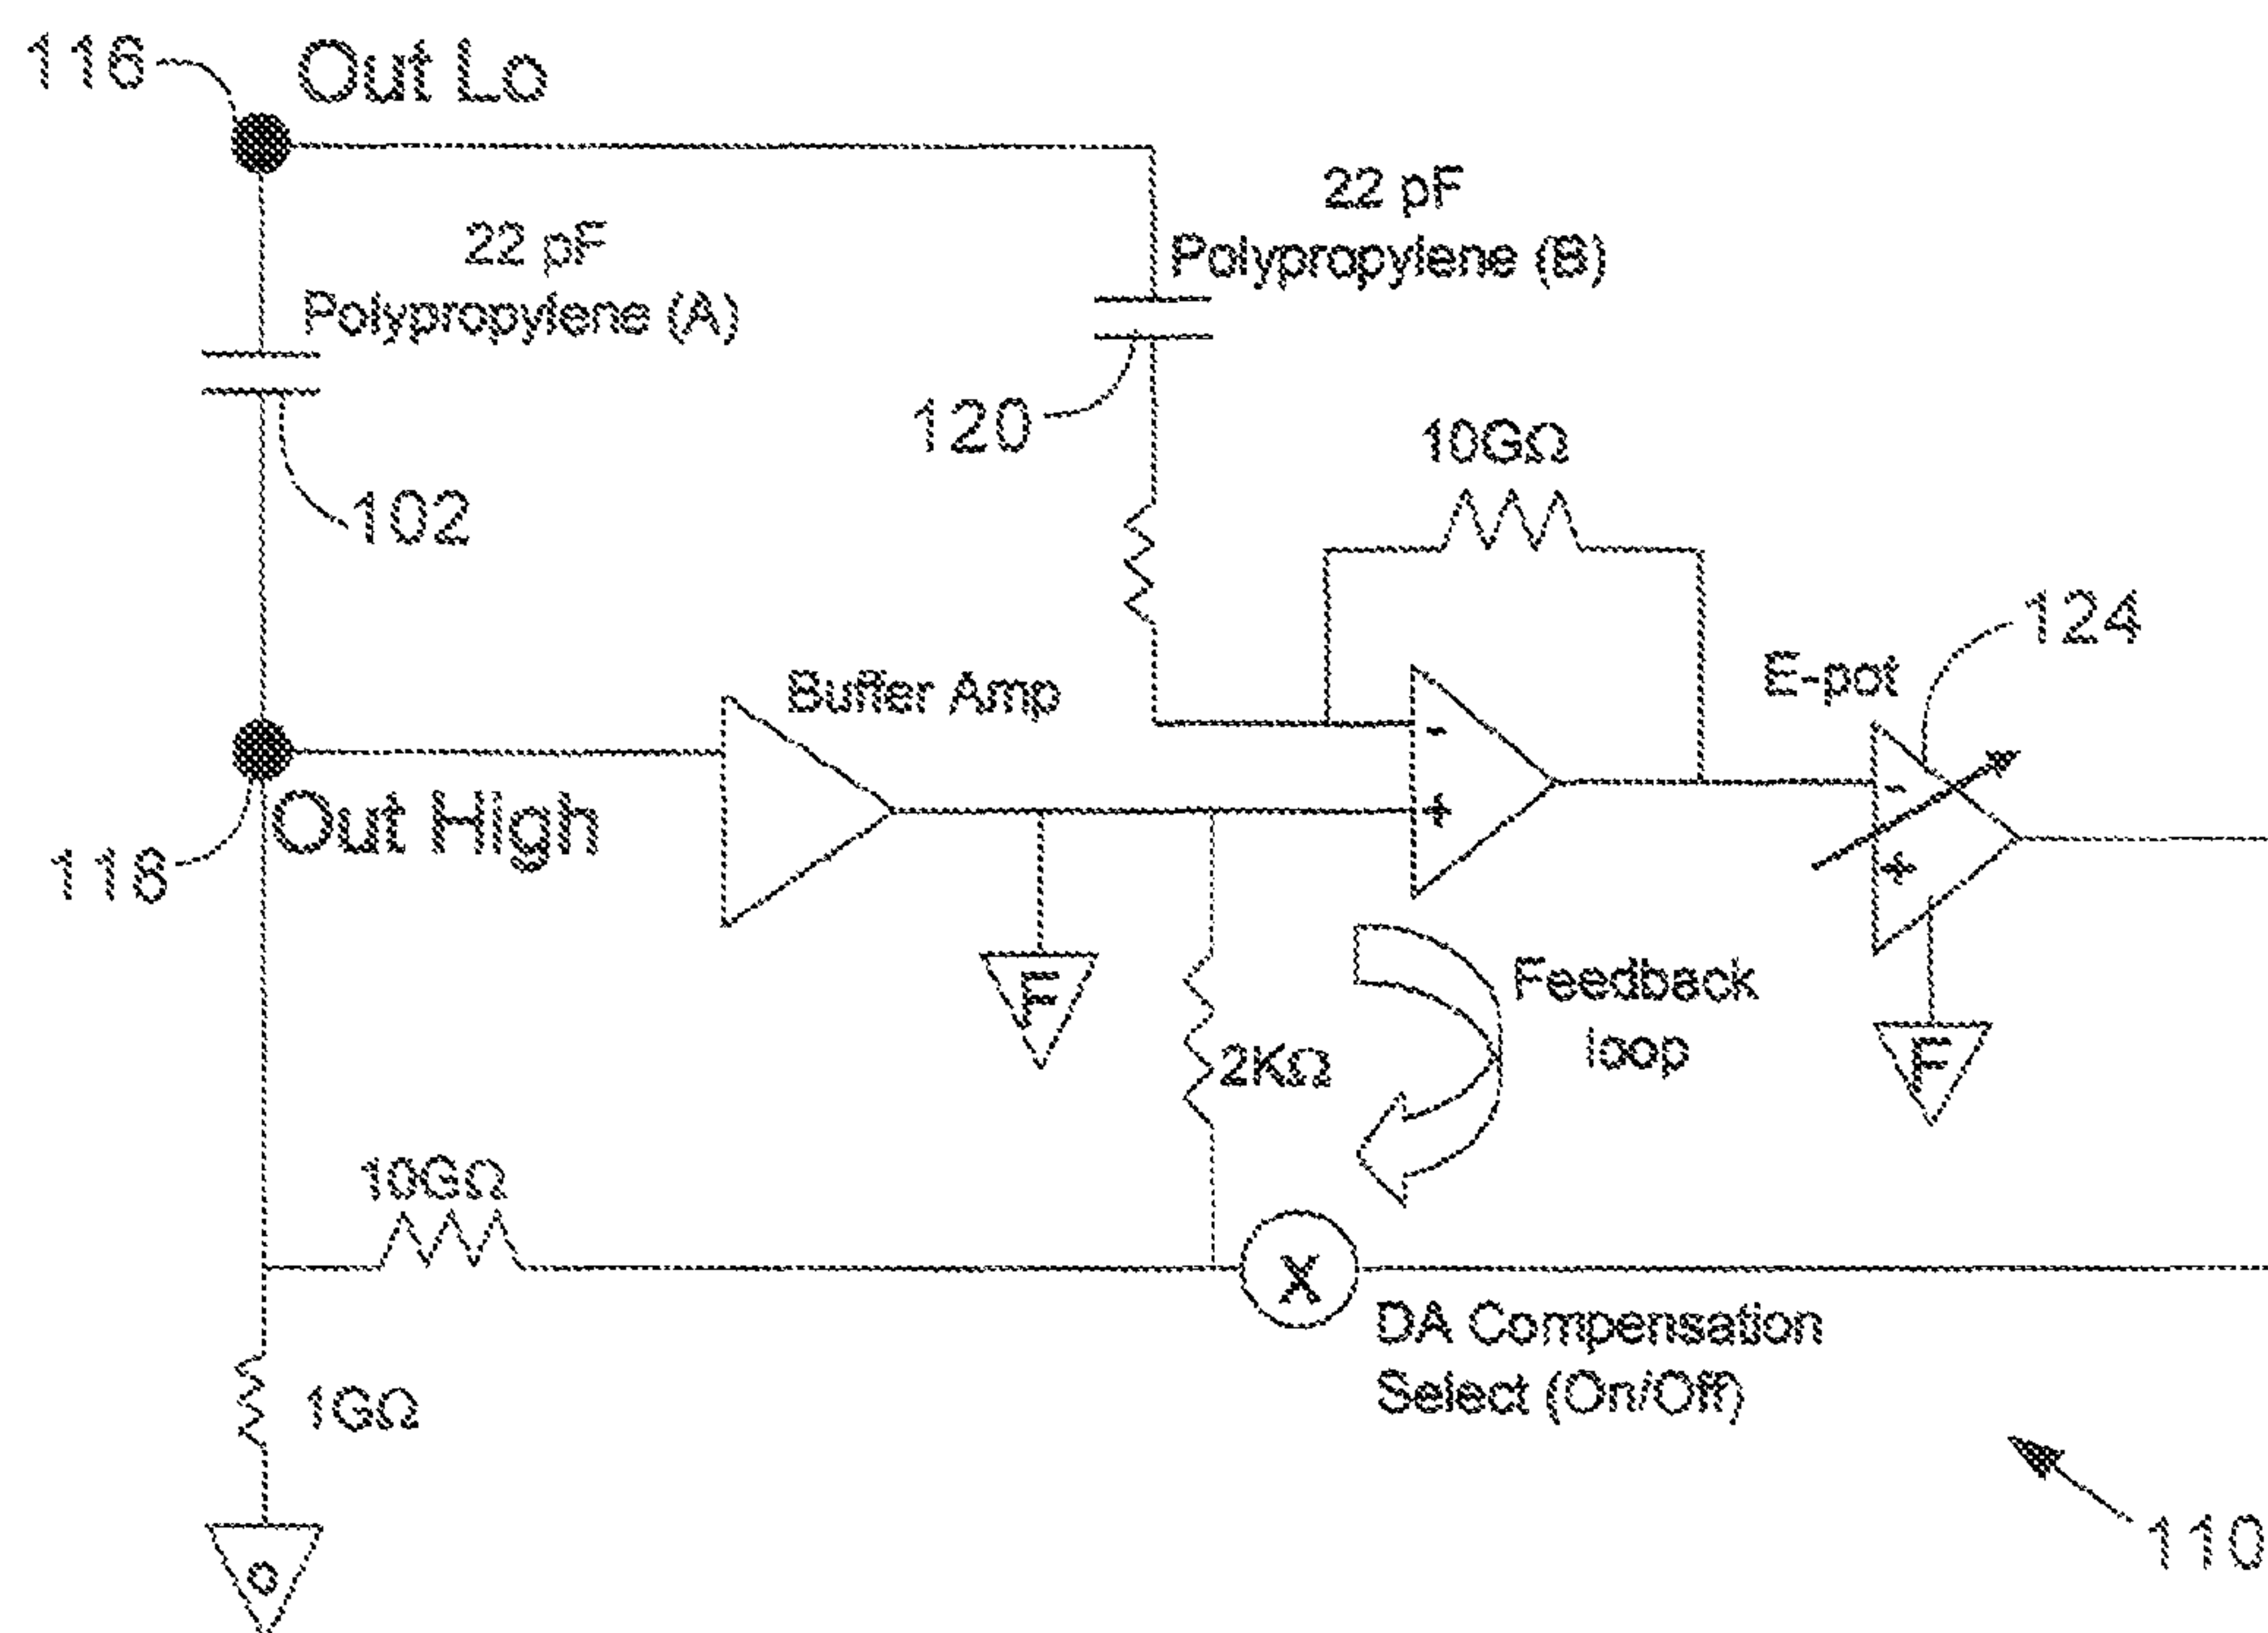 116
Out Lo
22 pF
Polypropylene (A)
22 pF
Polypropylene (B)
102
120
10GΩ
124
E-pot
Buffer Amp
-
+
-
+
118
Out High
F
F
Feedback
loop
2KΩ
10GΩ
X
DA Compensation
Select (On/Off)
1GΩ
110
o